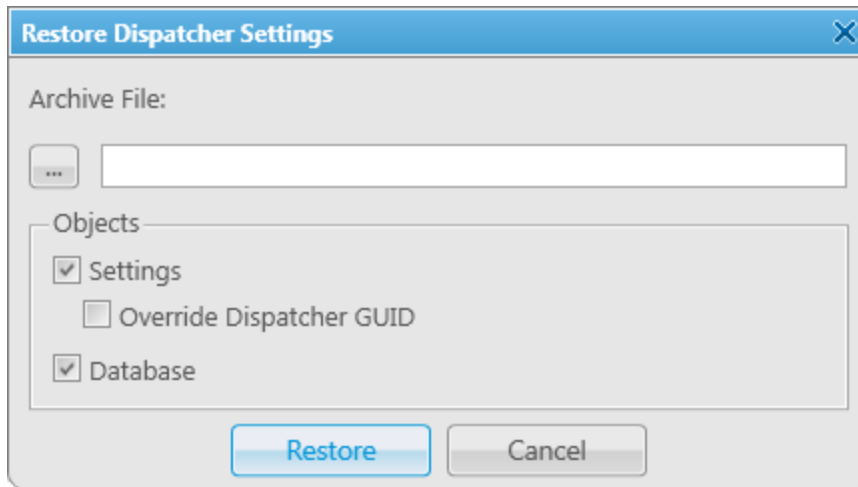 Restore Dispatcher Settings
Archive File:
...
Objects
Settings
Override Dispatcher GUID
Database
Restore
Cancel